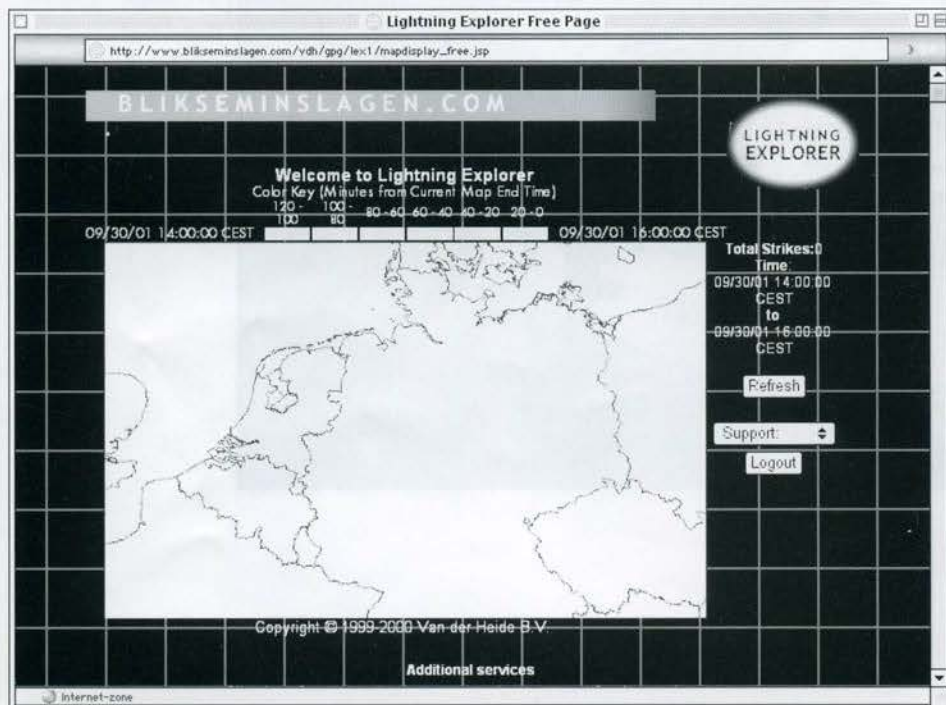 Lightning Explorer Free Page
http://www.blikseminslagen.com/vdh/gpg/lex1/mapdisplay_free.jsp
BLIKSEMINSLAGEN.COM
LIGHTNING
EXPLORER
Welcome to Lightning Explorer
Color Key (Minutes from Current Map End Time)
120 - 100 100 - 80 80 - 60 60 - 40 40 - 20 20 - 0
09/30/01 14:00:00 CEST 09/30/01 16:00:00 CEST
Total Strikes:0
Time:
09/30/01 14:00:00
CEST
to
09/30/01 16:00:00
CEST
Refresh
Support:
Logout
Copyright © 1999-2000 Van der Heide B.V.
Additional services
Internet-zone